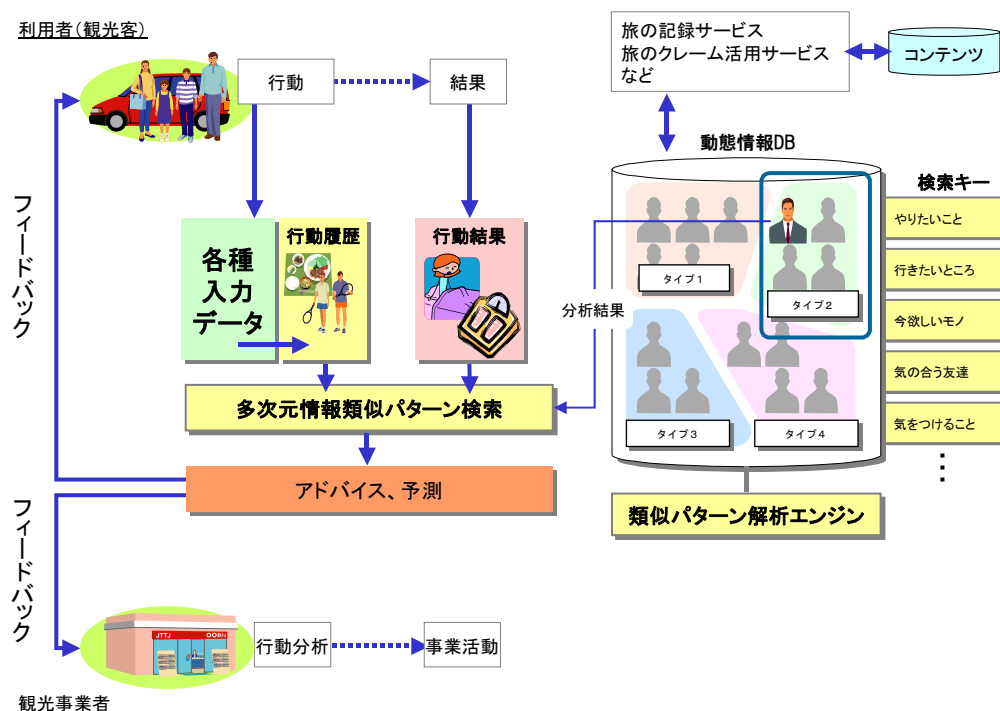 利用者(観光客)
行動
結果
旅の記録サービス
旅のクレーム活用サービス
など
コンテンツ
動態情報DB
検索キー
やりたいこと
行きたいところ
今欲しいモノ
気の合う友達
気をつけること
⋮
タイプ1
タイプ2
タイプ3
タイプ4
分析結果
フィードバック
各種
入力
データ
行動履歴
行動結果
多次元情報類似パターン検索
アドバイス、予測
類似パターン解析エンジン
フィードバック
JTTJ
行動分析
事業活動
観光事業者